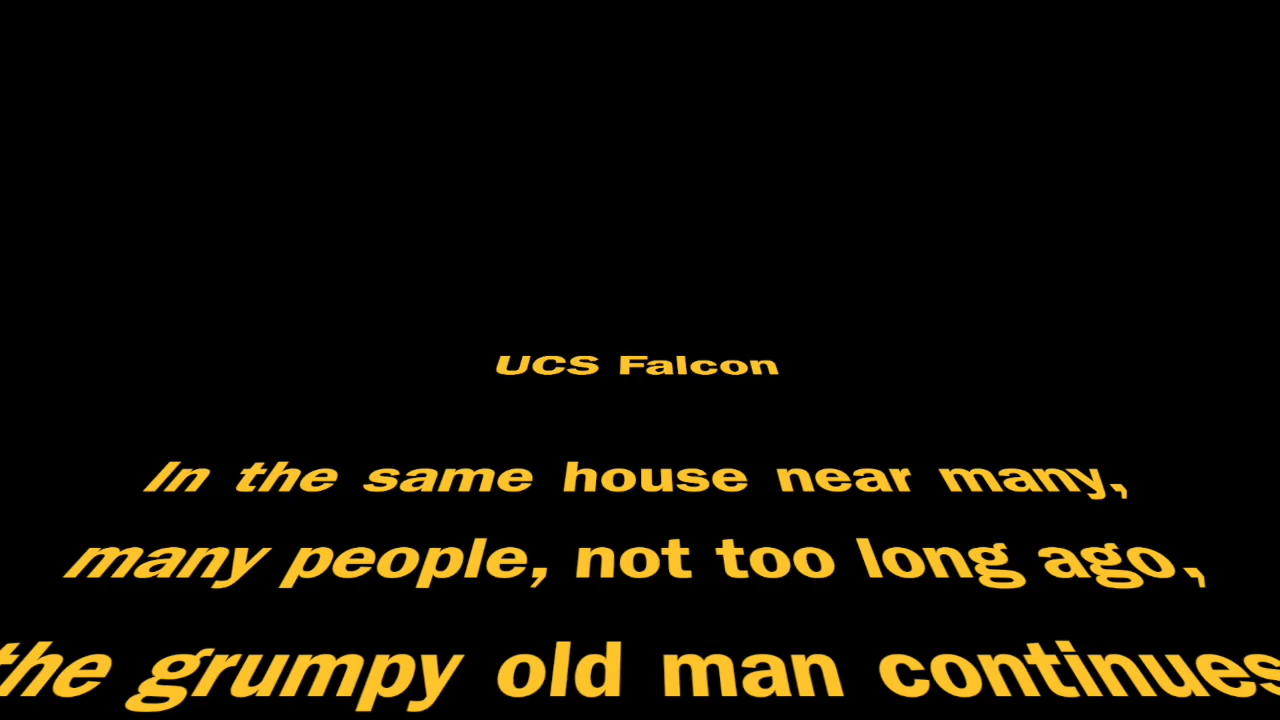 UCS Falcon
In the same house near many,
many people, not too long ago,
the grumpy old man continues